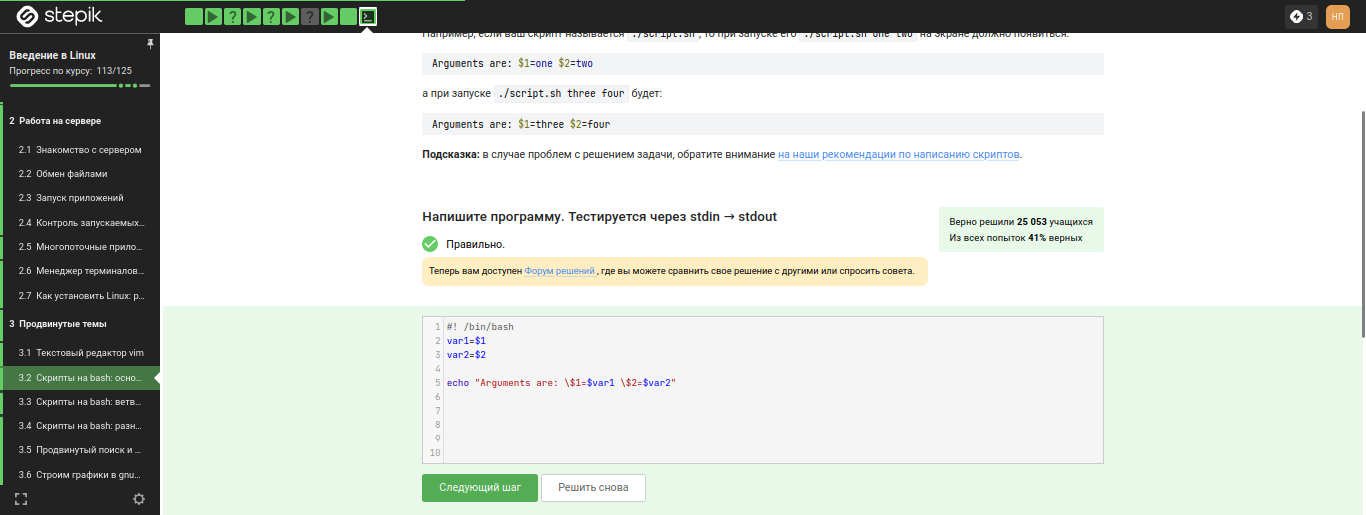 stepik
3
НП
Введение в Linux
Прогресс по курсу: 113/125
2 Работа на сервере
2.1 Знакомство с сервером
2.2 Обмен файлами
2.3 Запуск приложений
2.4 Контроль запускаемых...
2.5 Многопоточные прило...
2.6 Менеджер терминалов...
2.7 Как установить Linux: р...
3 Продвинутые темы
3.1 Текстовый редактор vim
3.2 Скрипты на bash: осно...
3.3 Скрипты на bash: ветв...
3.4 Скрипты на bash: разн...
3.5 Продвинутый поиск и ...
3.6 Строим графики в gnu...
Например, если ваш скрипт называется ./script.sh, то при запуске его ./script.sh one two на экране должно появиться:
Arguments are: $1=one $2=two
а при запуске ./script.sh three four будет:
Arguments are: $1=three $2=four
Подсказка: в случае проблем с решением задачи, обратите внимание на наши рекомендации по написанию скриптов.
Напишите программу. Тестируется через stdin → stdout
Верно решили 25 053 учащихся
Из всех попыток 41% верных
Правильно.
Теперь вам доступен Форум решений, где вы можете сравнить свое решение с другими или спросить совета.
1 #! /bin/bash
2 var1=$1
3 var2=$2
4
5 echo "Arguments are: \$1=$var1 \$2=$var2"
6
7
8
9
10
Следующий шаг
Решить снова